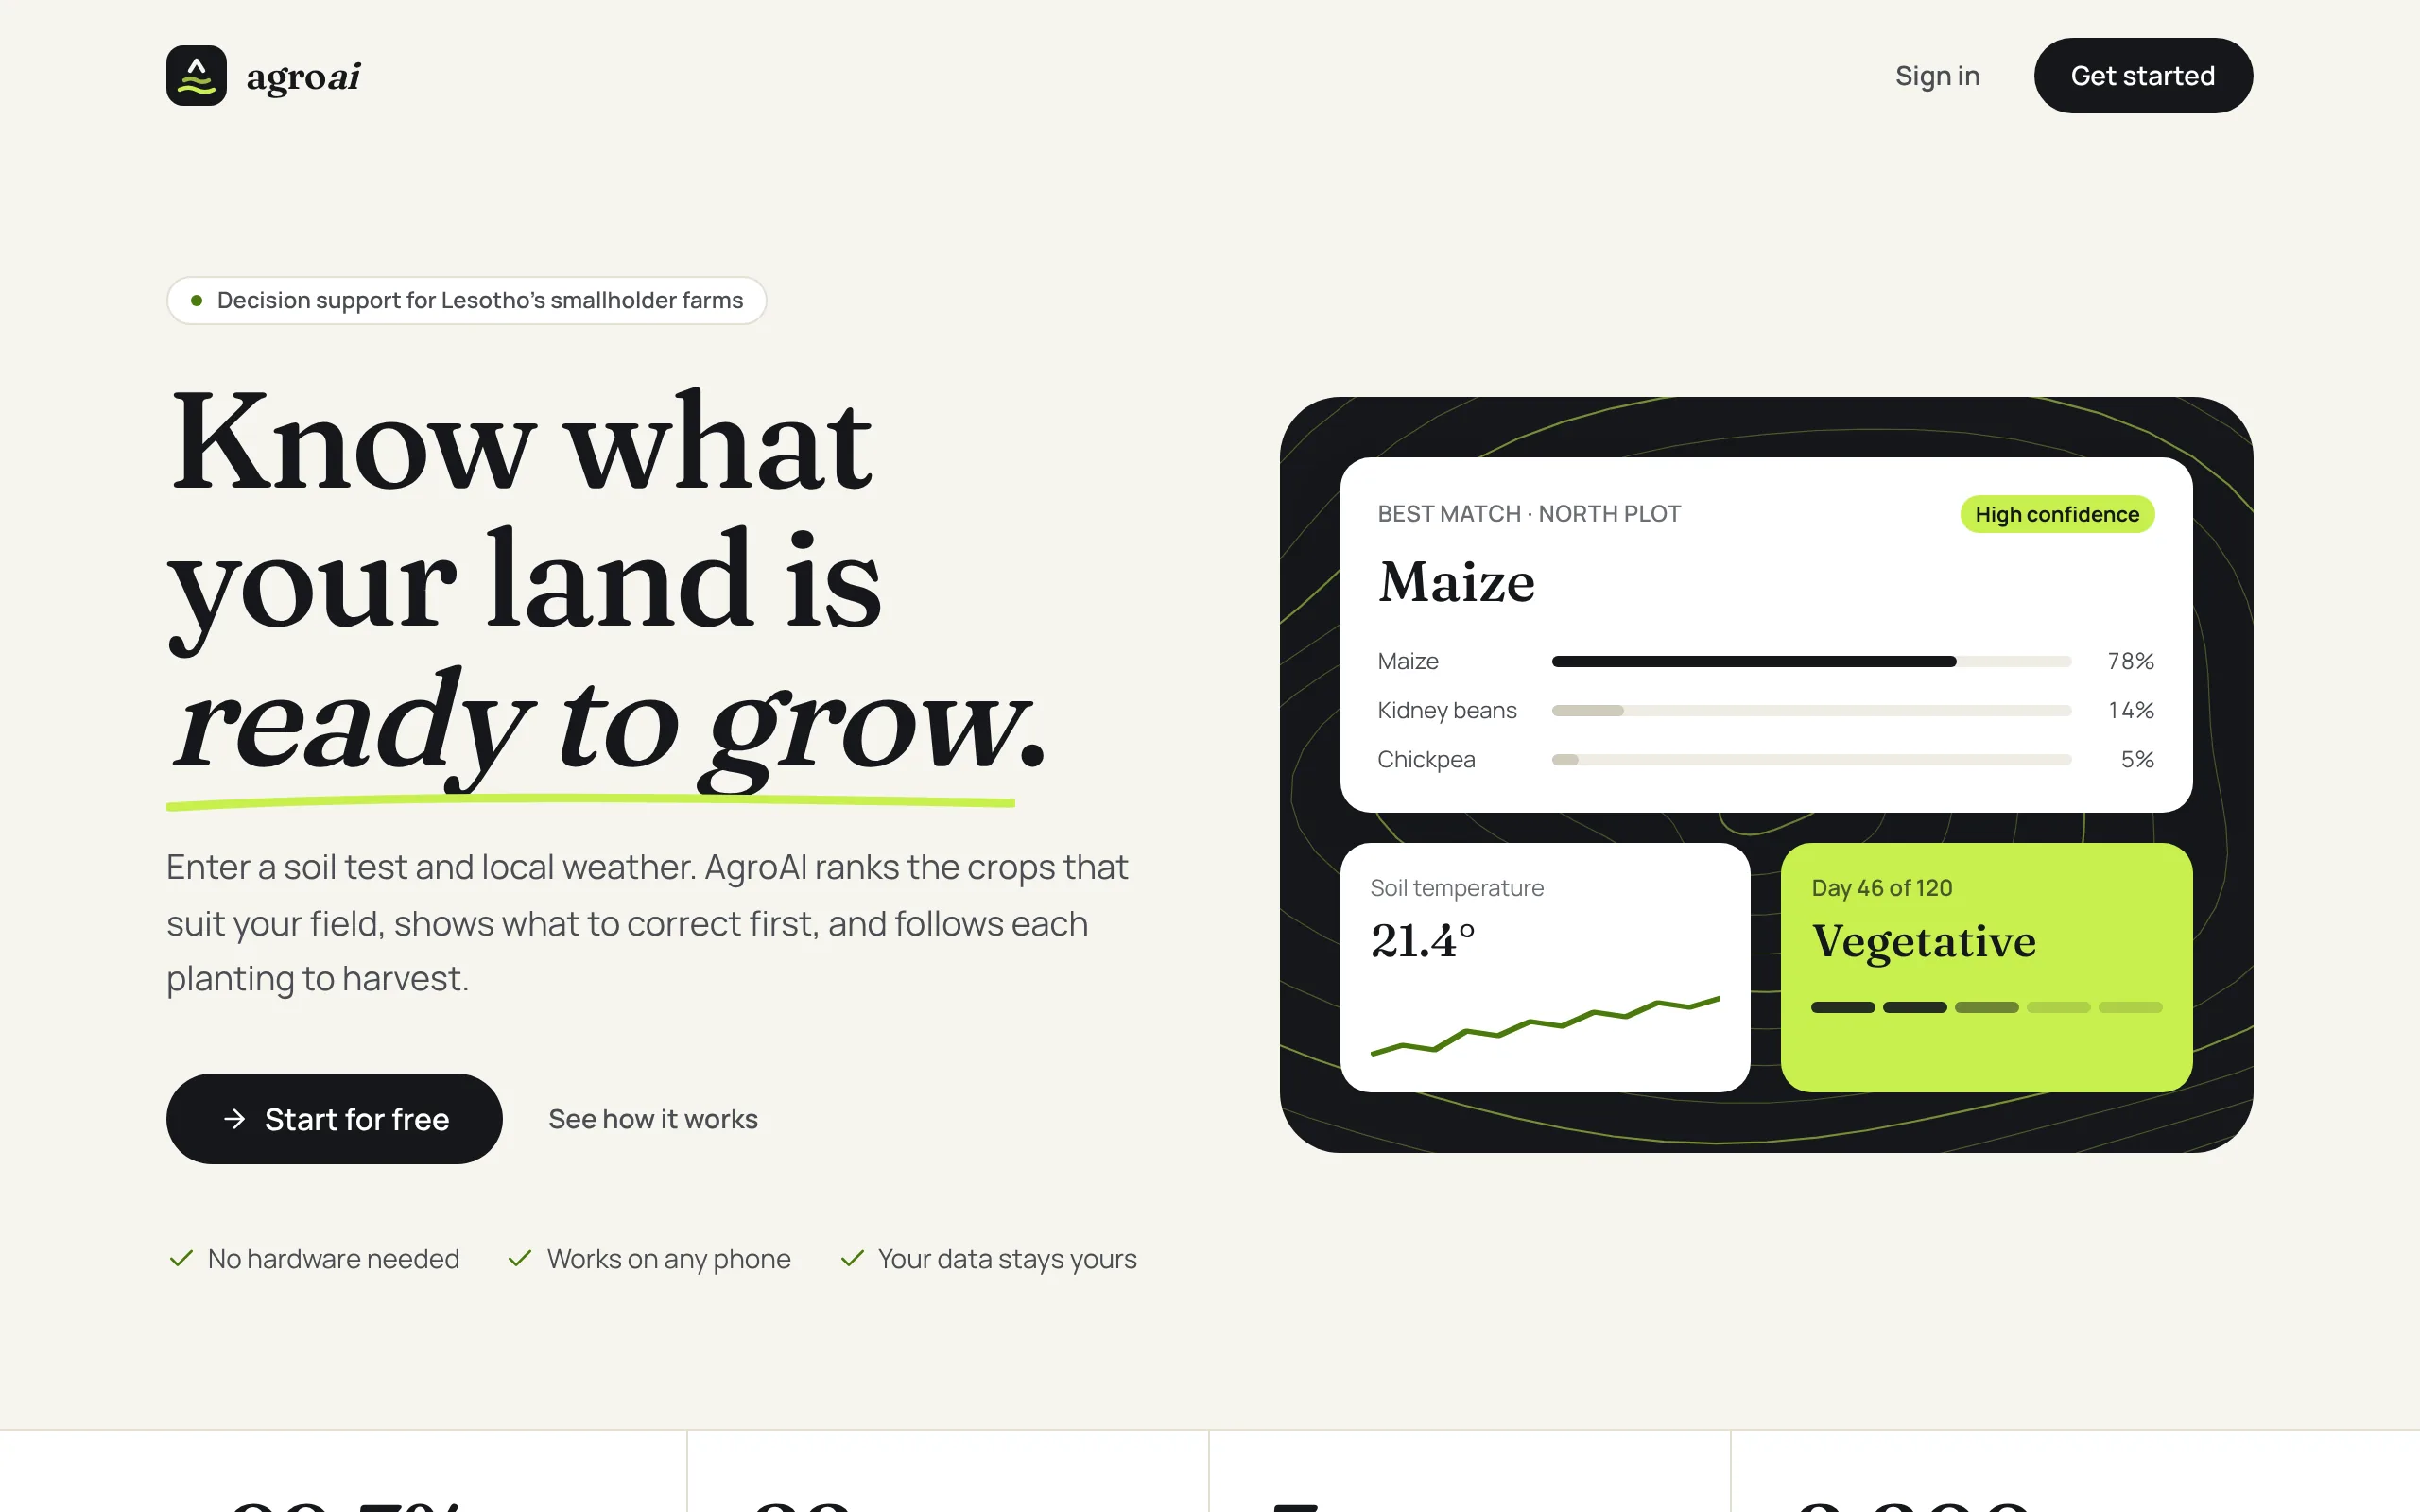 agroai
Sign in
Get started
Decision support for Lesotho’s smallholder farms
Know what
your land is
ready to grow.
Enter a soil test and local weather. AgroAI ranks the crops that
suit your field, shows what to correct first, and follows each
planting to harvest.
→ Start for free
See how it works
No hardware needed
Works on any phone
Your data stays yours
BEST MATCH · NORTH PLOT
High confidence
Maize
Maize 78%
Kidney beans 14%
Chickpea 5%
Soil temperature
21.4°
Day 46 of 120
Vegetative